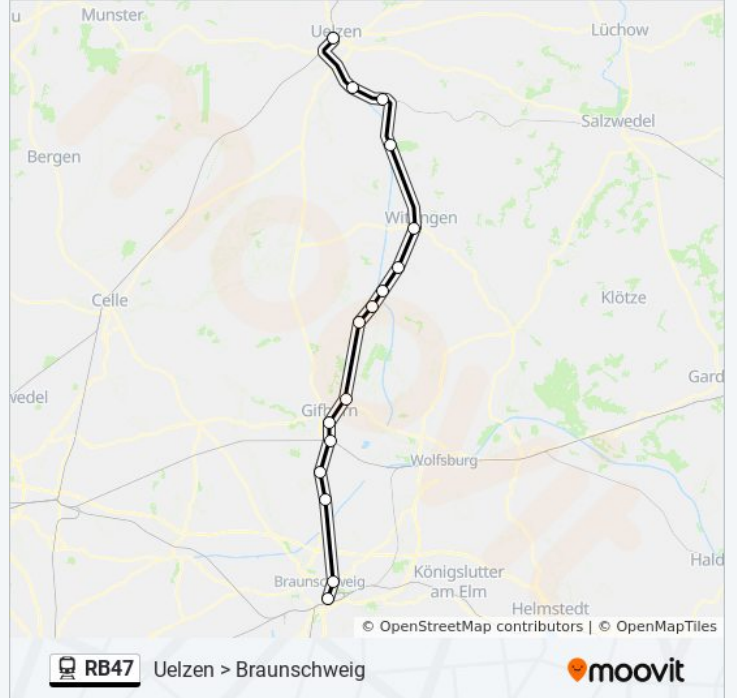 u
Munster
Uelzen
Lüchow
Salzwedel
Bergen
Wittingen
Celle
Klötze
wedel
Gard
Gifhorn
Wolfsburg
Hald
Braunschweig
Königslutter
am Elm
Helmstedt
© OpenStreetMap contributors | © OpenMapTiles
RB47 Uelzen > Braunschweig
moovit
moovit